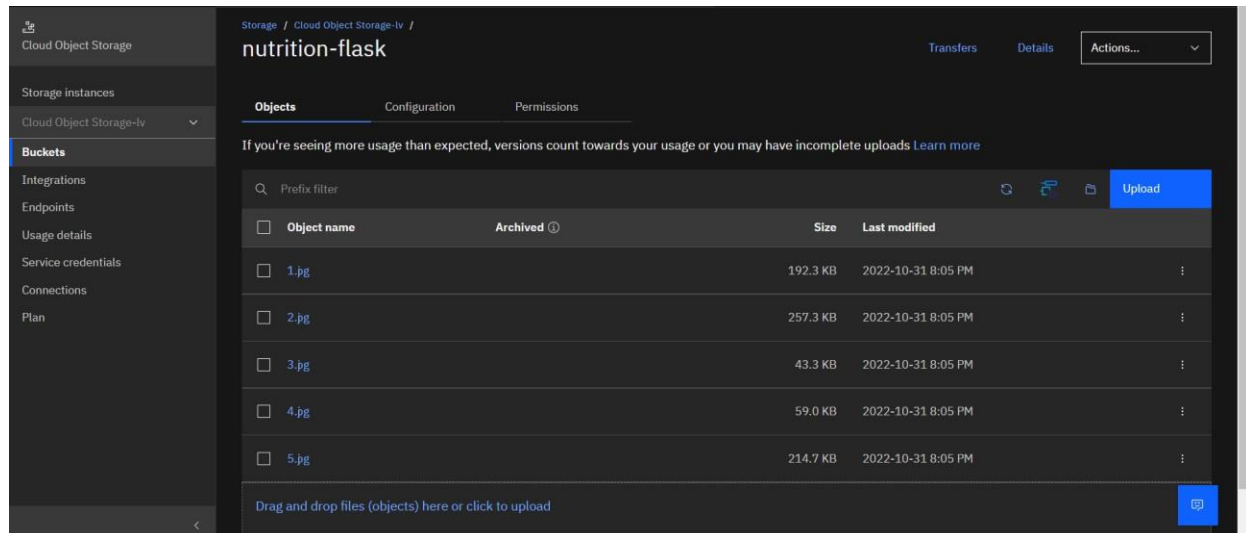 Cloud Object Storage
Storage instances
Cloud Object Storage-lv
Buckets
Integrations
Endpoints
Usage details
Service credentials
Connections
Plan
Storage / Cloud Object Storage-lv /
nutrition-flask
Transfers Details Actions...
Objects Configuration Permissions
If you're seeing more usage than expected, versions count towards your usage or you may have incomplete uploads Learn more
Prefix filter Upload
Object name Archived Size Last modified
1.jpg 192.3 KB 2022-10-31 8:05 PM
2.jpg 257.3 KB 2022-10-31 8:05 PM
3.jpg 43.3 KB 2022-10-31 8:05 PM
4.jpg 59.0 KB 2022-10-31 8:05 PM
5.jpg 214.7 KB 2022-10-31 8:05 PM
Drag and drop files (objects) here or click to upload